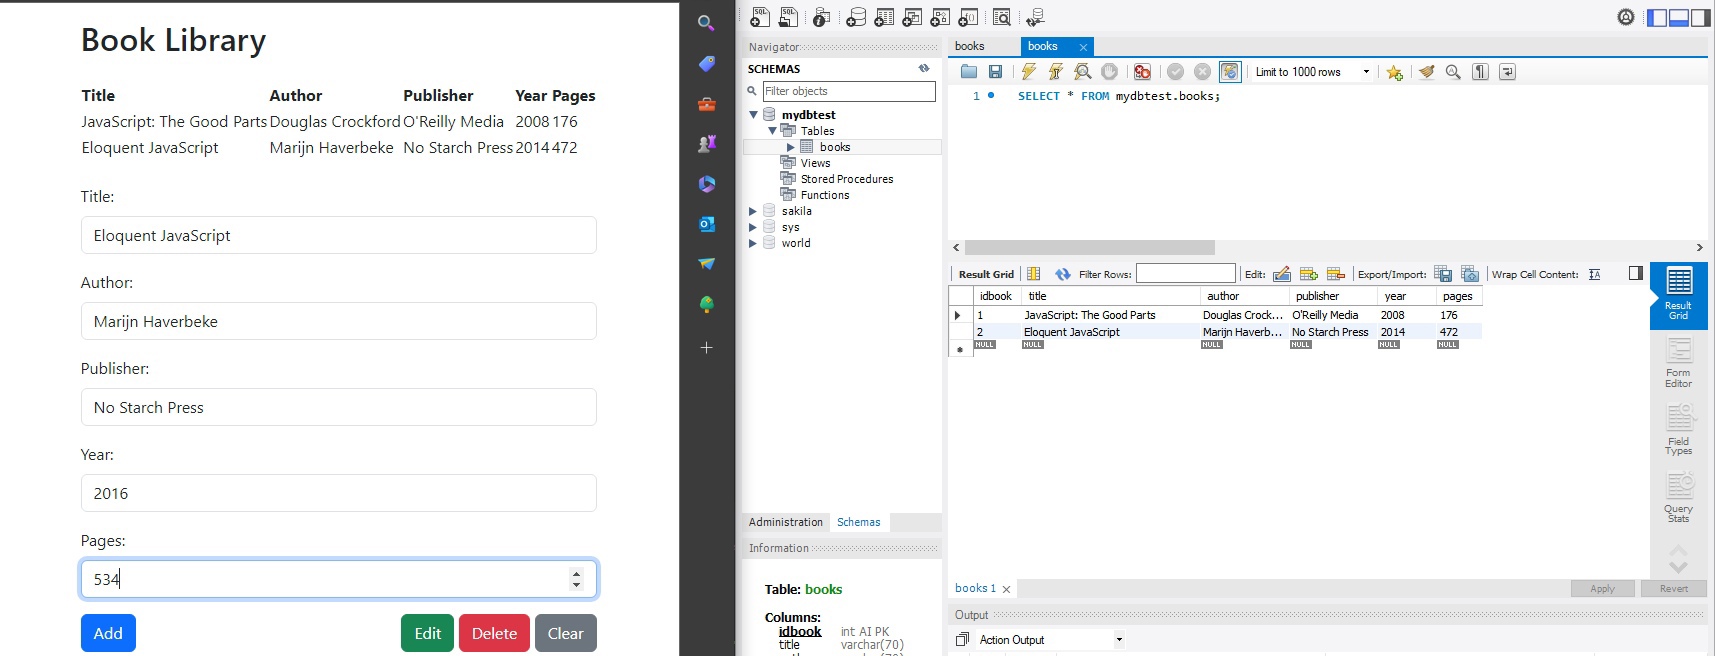 Book Library
Title Author Publisher Year Pages
JavaScript: The Good Parts Douglas Crockford O'Reilly Media 2008 176
Eloquent JavaScript Marijn Haverbeke No Starch Press 2014 472
Title:
Eloquent JavaScript
Author:
Marijn Haverbeke
Publisher:
No Starch Press
Year:
2016
Pages:
534
Add Edit Delete Clear
Navigator
SCHEMAS
Filter objects
mydbtest
Tables
books
Views
Stored Procedures
Functions
sakila
sys
world
Administration Schemas
Information
Table: books
Columns:
idbook int AI PK
title varchar(70)
books books
Limit to 1000 rows
1 SELECT * FROM mydbtest.books;
Result Grid Filter Rows: Edit: Export/Import: Wrap Cell Content:
idbook title author publisher year pages
1 JavaScript: The Good Parts Douglas Crock... O'Reilly Media 2008 176
2 Eloquent JavaScript Marijn Haverb... No Starch Press 2014 472
NULL NULL NULL NULL NULL NULL
Result
Grid
Form
Editor
Field
Types
Query
Stats
books 1 Apply Revert
Output
Action Output